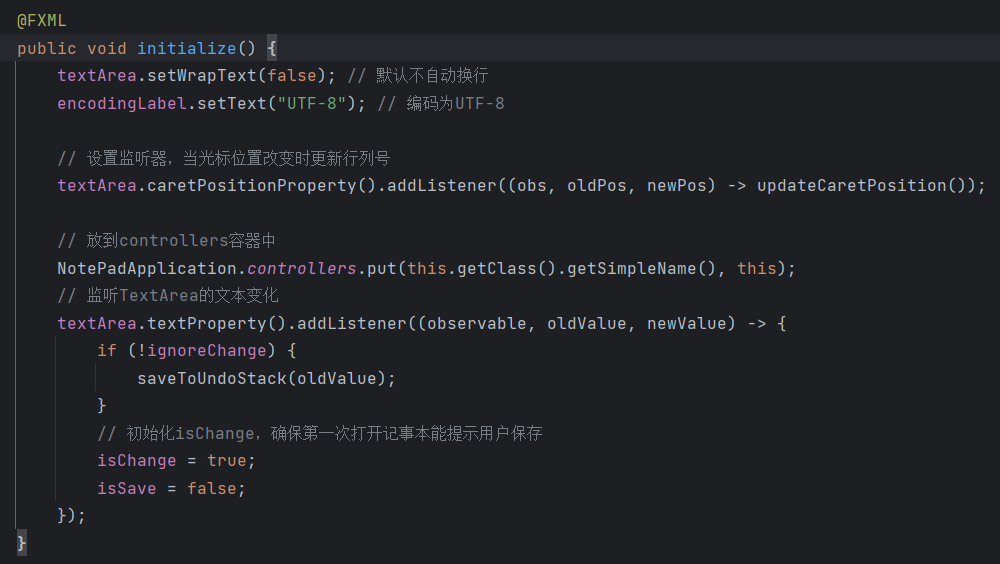 @FXML
public void initialize() {
    textArea.setWrapText(false); // 默认不自动换行
    encodingLabel.setText("UTF-8"); // 编码为UTF-8

    // 设置监听器，当光标位置改变时更新行列号
    textArea.caretPositionProperty().addListener((obs, oldPos, newPos) -> updateCaretPosition());

    // 放到controllers容器中
    NotePadApplication.controllers.put(this.getClass().getSimpleName(), this);
    // 监听TextArea的文本变化
    textArea.textProperty().addListener((observable, oldValue, newValue) -> {
        if (!ignoreChange) {
            saveToUndoStack(oldValue);
        }
        // 初始化isChange，确保第一次打开记事本能提示用户保存
        isChange = true;
        isSave = false;
    });
}